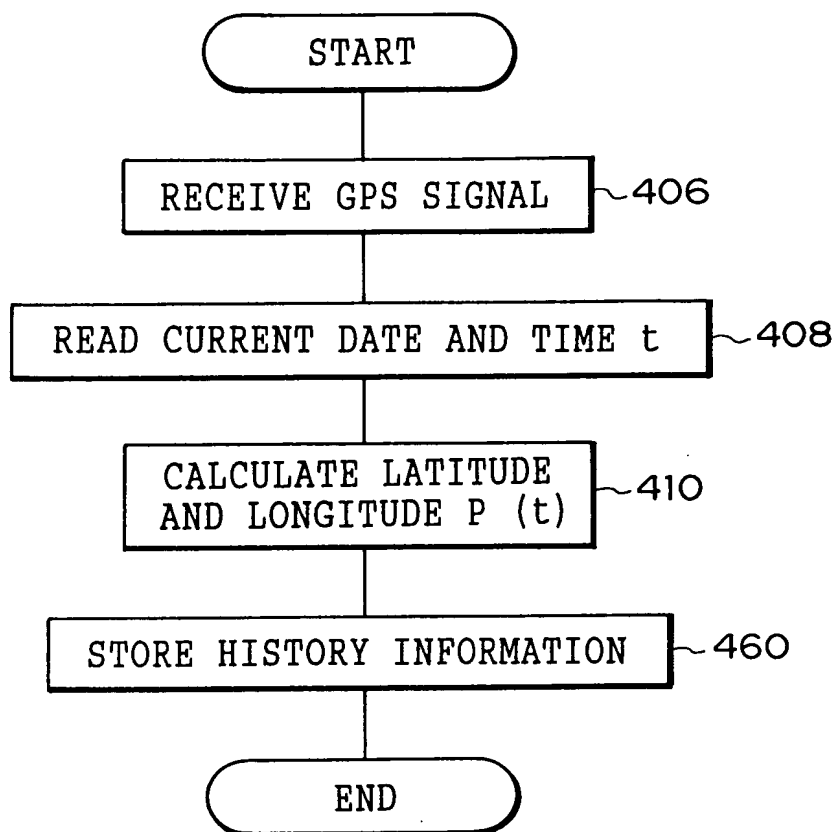 START
RECEIVE GPS SIGNAL
406
READ CURRENT DATE AND TIME t
408
CALCULATE LATITUDE
AND LONGITUDE P (t)
410
STORE HISTORY INFORMATION
460
END